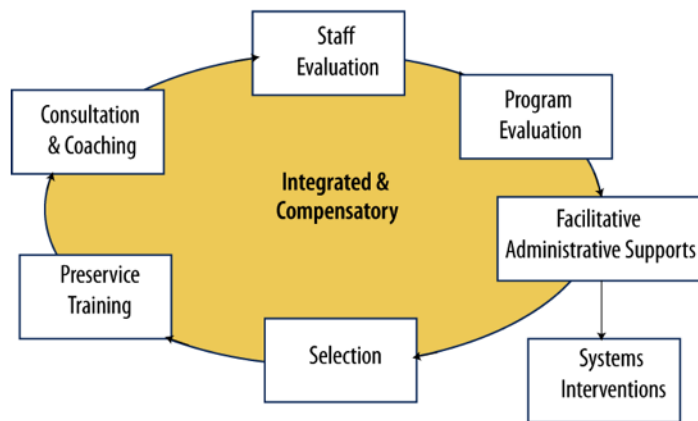 Staff
Evaluation
Program
Evaluation
Consultation
& Coaching
Integrated &
Compensatory
Facilitative
Administrative Supports
Preservice
Training
Selection
Systems
Interventions